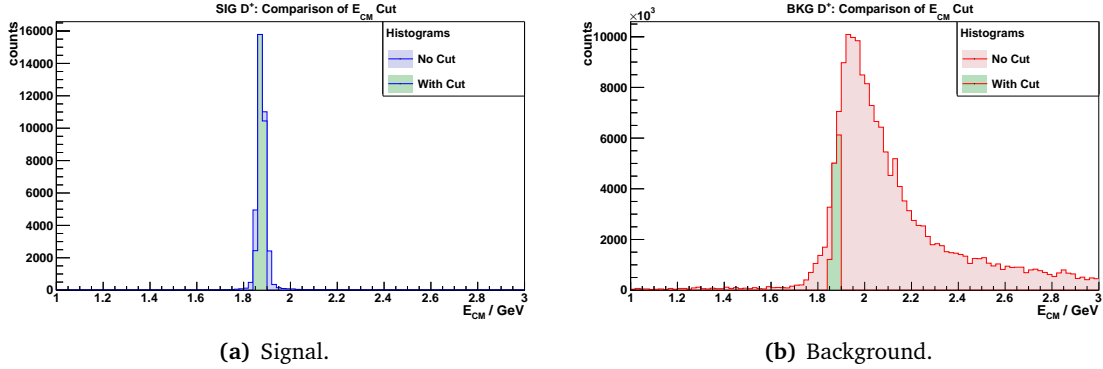 SIG D⁺: Comparison of E_CM Cut
counts
16000
14000
12000
10000
8000
6000
4000
2000
0
Histograms
No Cut
With Cut
1 1.2 1.4 1.6 1.8 2 2.2 2.4 2.6 2.8 3
E_CM / GeV
(a) Signal.
BKG D⁺: Comparison of E_CM Cut
×10³
counts
10000
8000
6000
4000
2000
0
Histograms
No Cut
With Cut
1 1.2 1.4 1.6 1.8 2 2.2 2.4 2.6 2.8 3
E_CM / GeV
(b) Background.